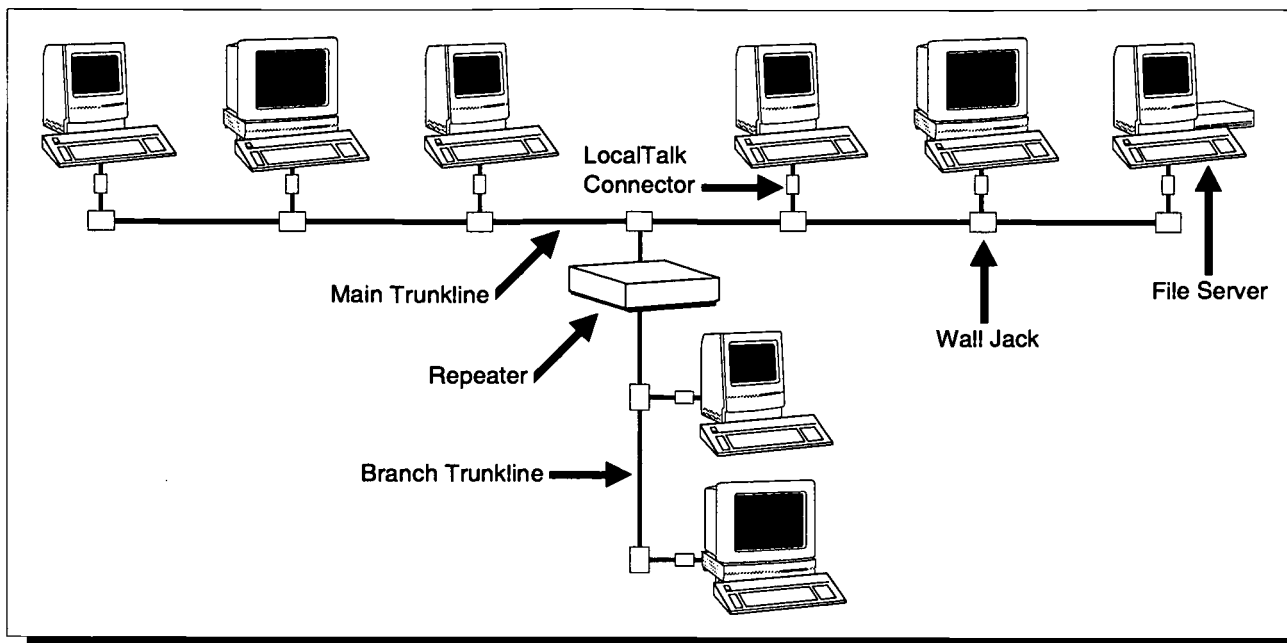 LocalTalk
Connector
Main Trunkline
File Server
Wall Jack
Repeater
Branch Trunkline